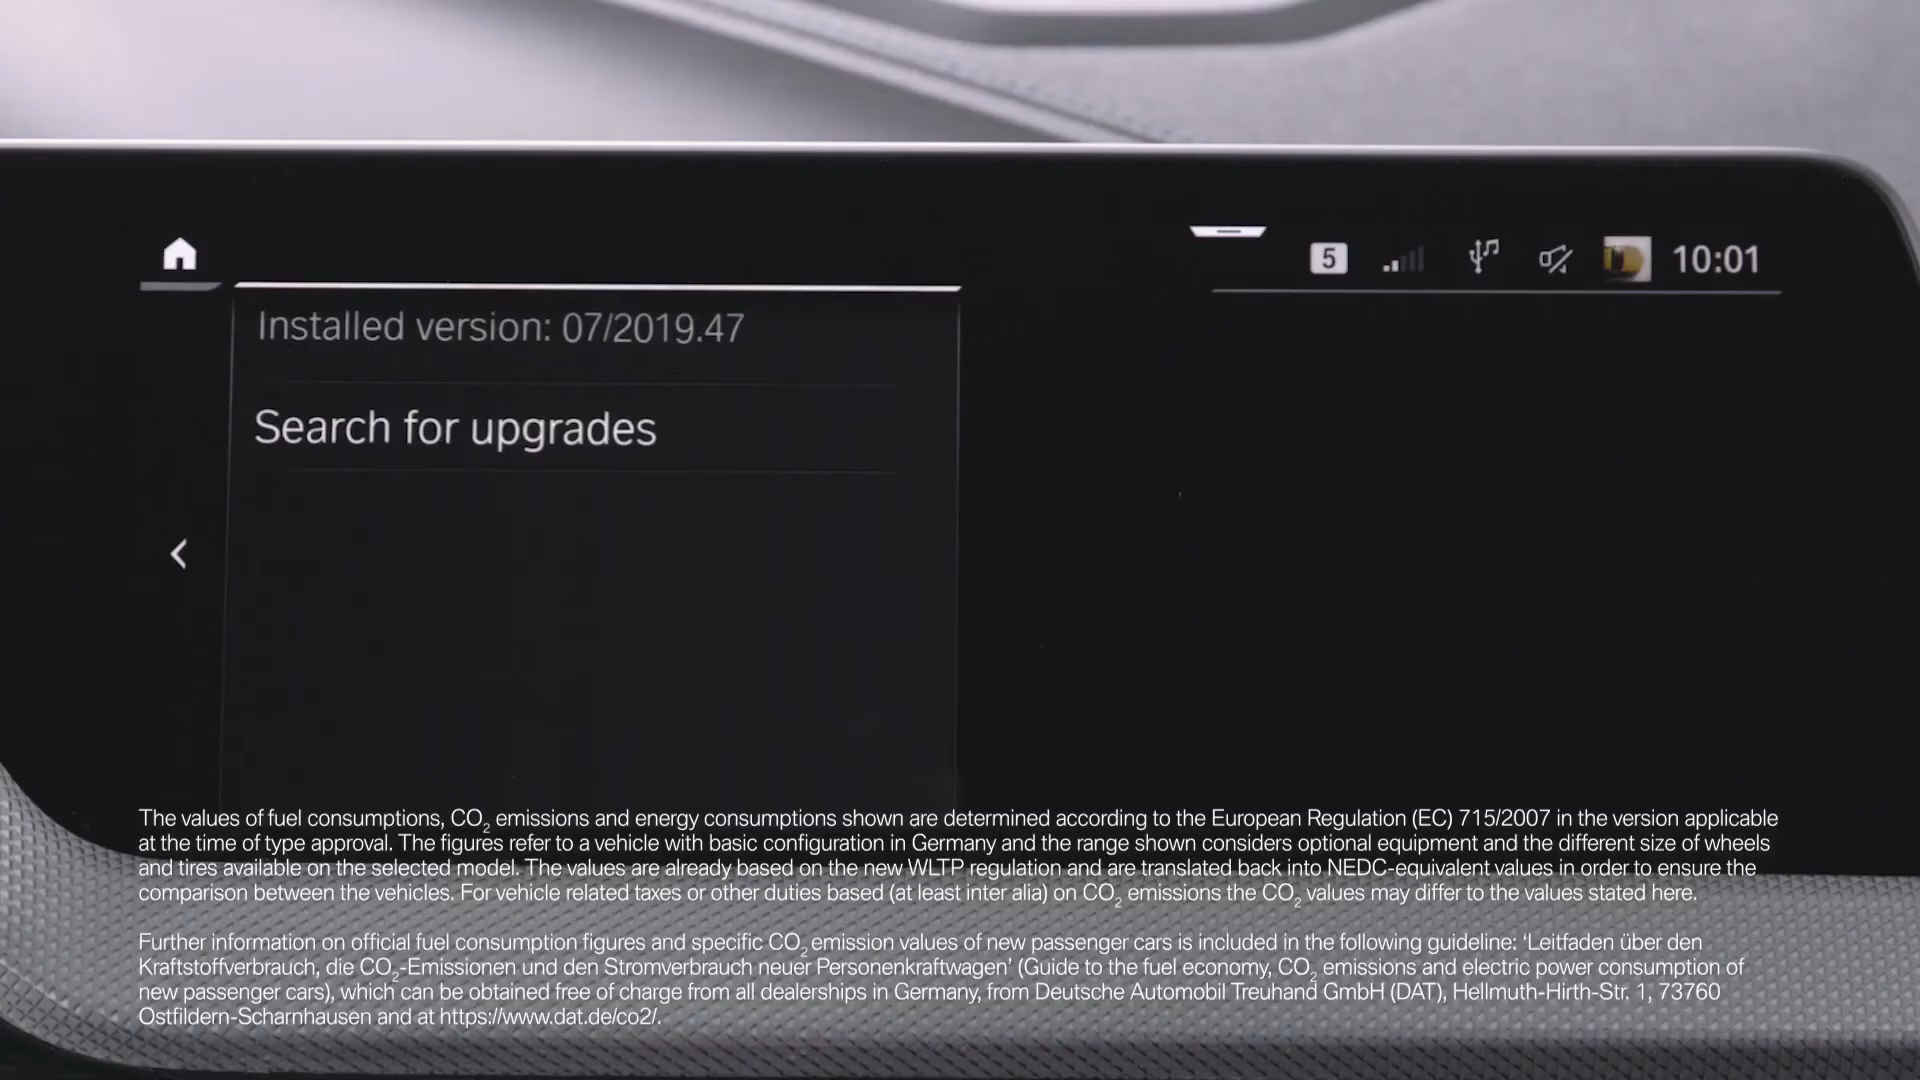 5
10:01
Installed version: 07/2019.47
Search for upgrades
The values of fuel consumptions, CO₂ emissions and energy consumptions shown are determined according to the European Regulation (EC) 715/2007 in the version applicable
at the time of type approval. The figures refer to a vehicle with basic configuration in Germany and the range shown considers optional equipment and the different size of wheels
and tires available on the selected model. The values are already based on the new WLTP regulation and are translated back into NEDC-equivalent values in order to ensure the
comparison between the vehicles. For vehicle related taxes or other duties based (at least inter alia) on CO₂ emissions the CO₂ values may differ to the values stated here.
Further information on official fuel consumption figures and specific CO₂ emission values of new passenger cars is included in the following guideline: ‘Leitfaden über den
Kraftstoffverbrauch, die CO₂-Emissionen und den Stromverbrauch neuer Personenkraftwagen’ (Guide to the fuel economy, CO₂ emissions and electric power consumption of
new passenger cars), which can be obtained free of charge from all dealerships in Germany, from Deutsche Automobil Treuhand GmbH (DAT), Hellmuth-Hirth-Str. 1, 73760
Ostfildern-Scharnhausen and at https://www.dat.de/co2/.